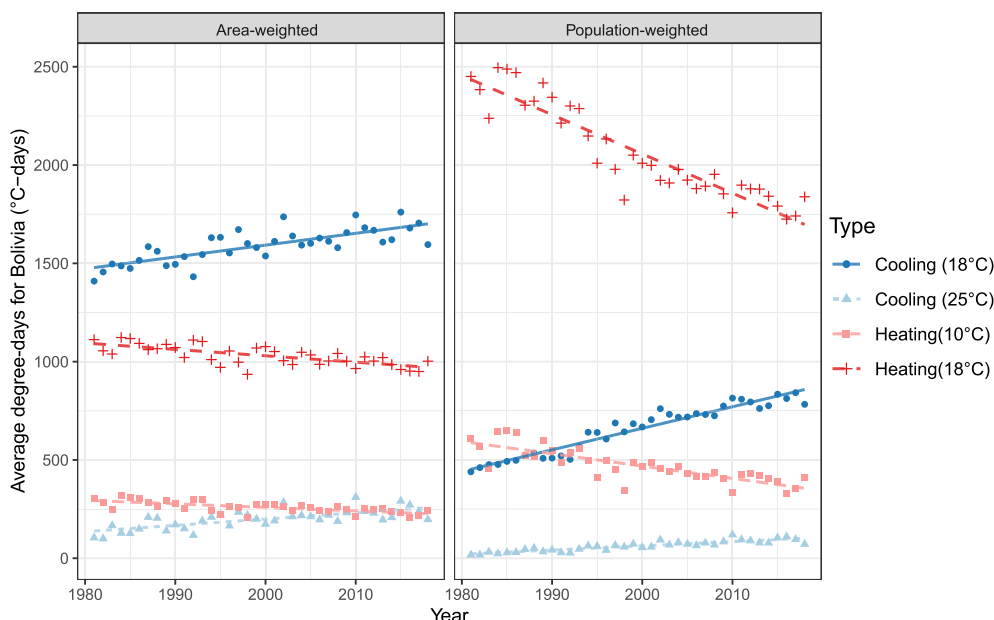 Area-weighted
Population-weighted
Average degree-days for Bolivia (°C−days)
2500
2000
1500
1000
500
0
1980
1990
2000
2010
1980
1990
2000
2010
Year
Type
Cooling (18°C)
Cooling (25°C)
Heating(10°C)
Heating(18°C)